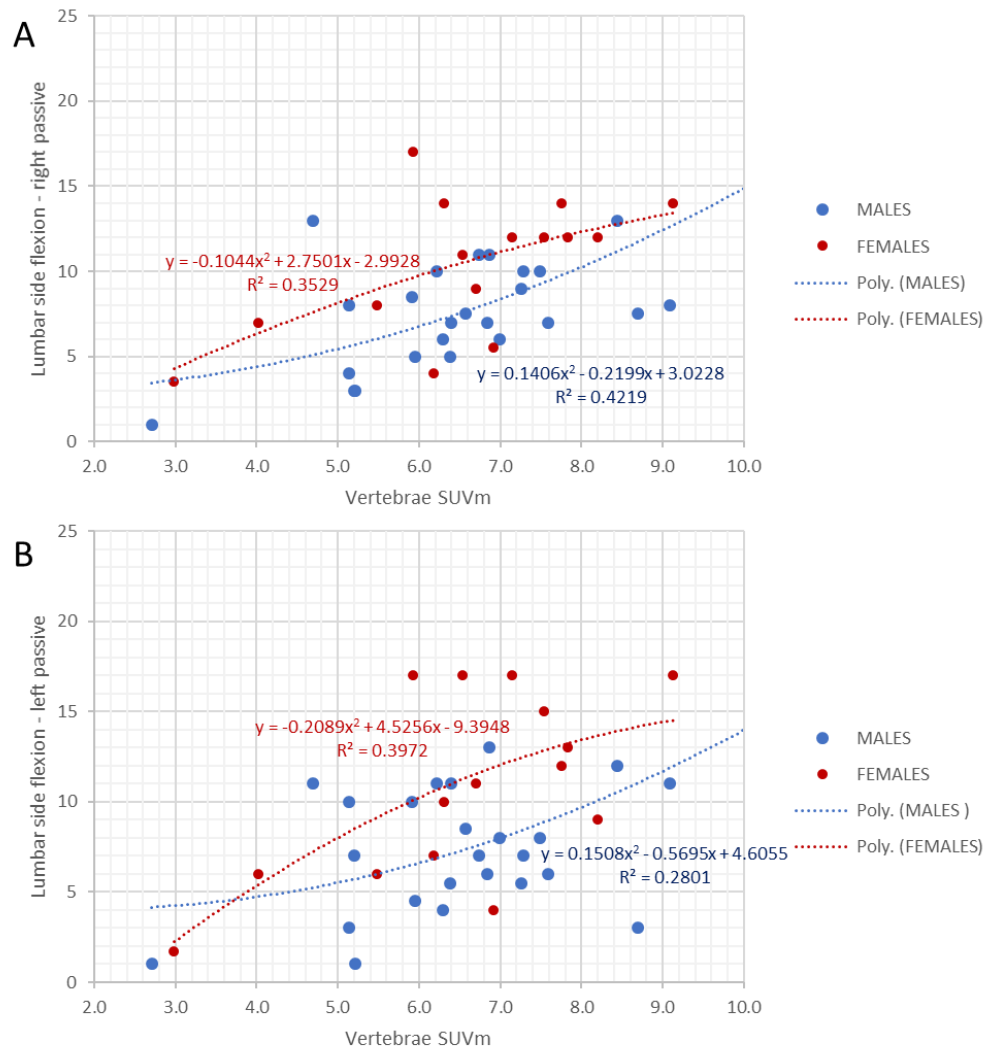 A
25
20
15
10
5
0
Lumbar side flexion - right passive
y = -0.1044x² + 2.7501x - 2.9928
R² = 0.3529
y = 0.1406x² - 0.2199x + 3.0228
R² = 0.4219
2.0 3.0 4.0 5.0 6.0 7.0 8.0 9.0 10.0
Vertebrae SUVm
MALES
FEMALES
Poly. (MALES)
Poly. (FEMALES)
B
25
20
15
10
5
0
Lumbar side flexion - left passive
y = -0.2089x² + 4.5256x - 9.3948
R² = 0.3972
y = 0.1508x² - 0.5695x + 4.6055
R² = 0.2801
2.0 3.0 4.0 5.0 6.0 7.0 8.0 9.0 10.0
Vertebrae SUVm
MALES
FEMALES
Poly. (MALES )
Poly. (FEMALES)